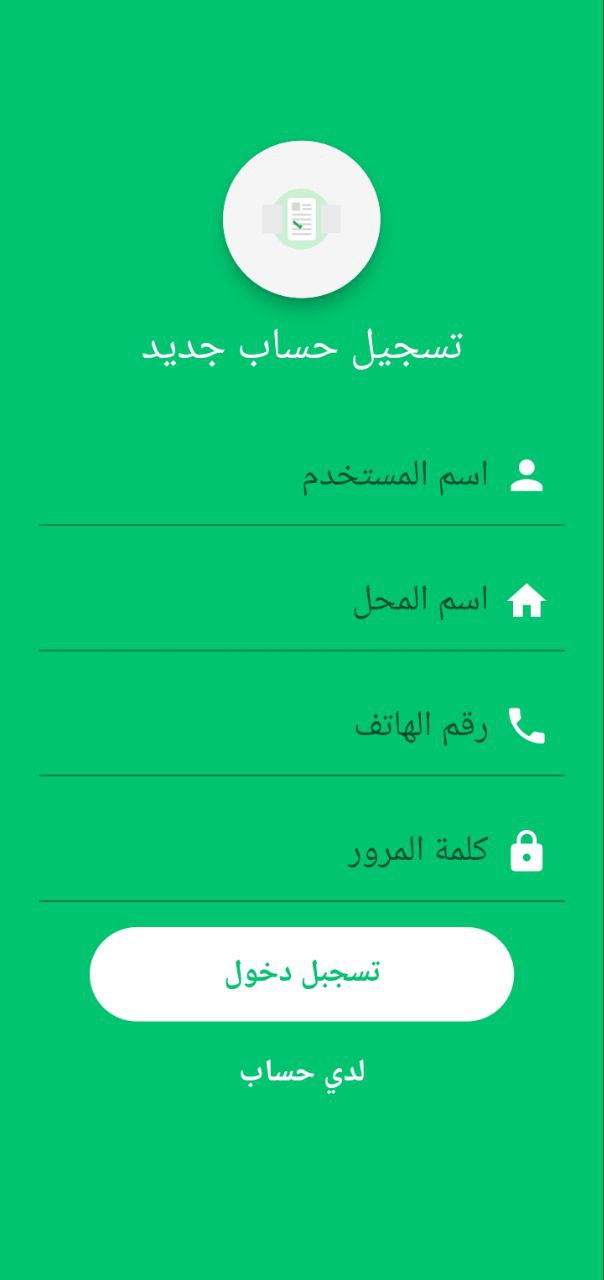 تسجيل حساب جديد
اسم المستخدم
اسم المحل
رقم الهاتف
كلمة المرور
تسجبل دخول
لدي حساب